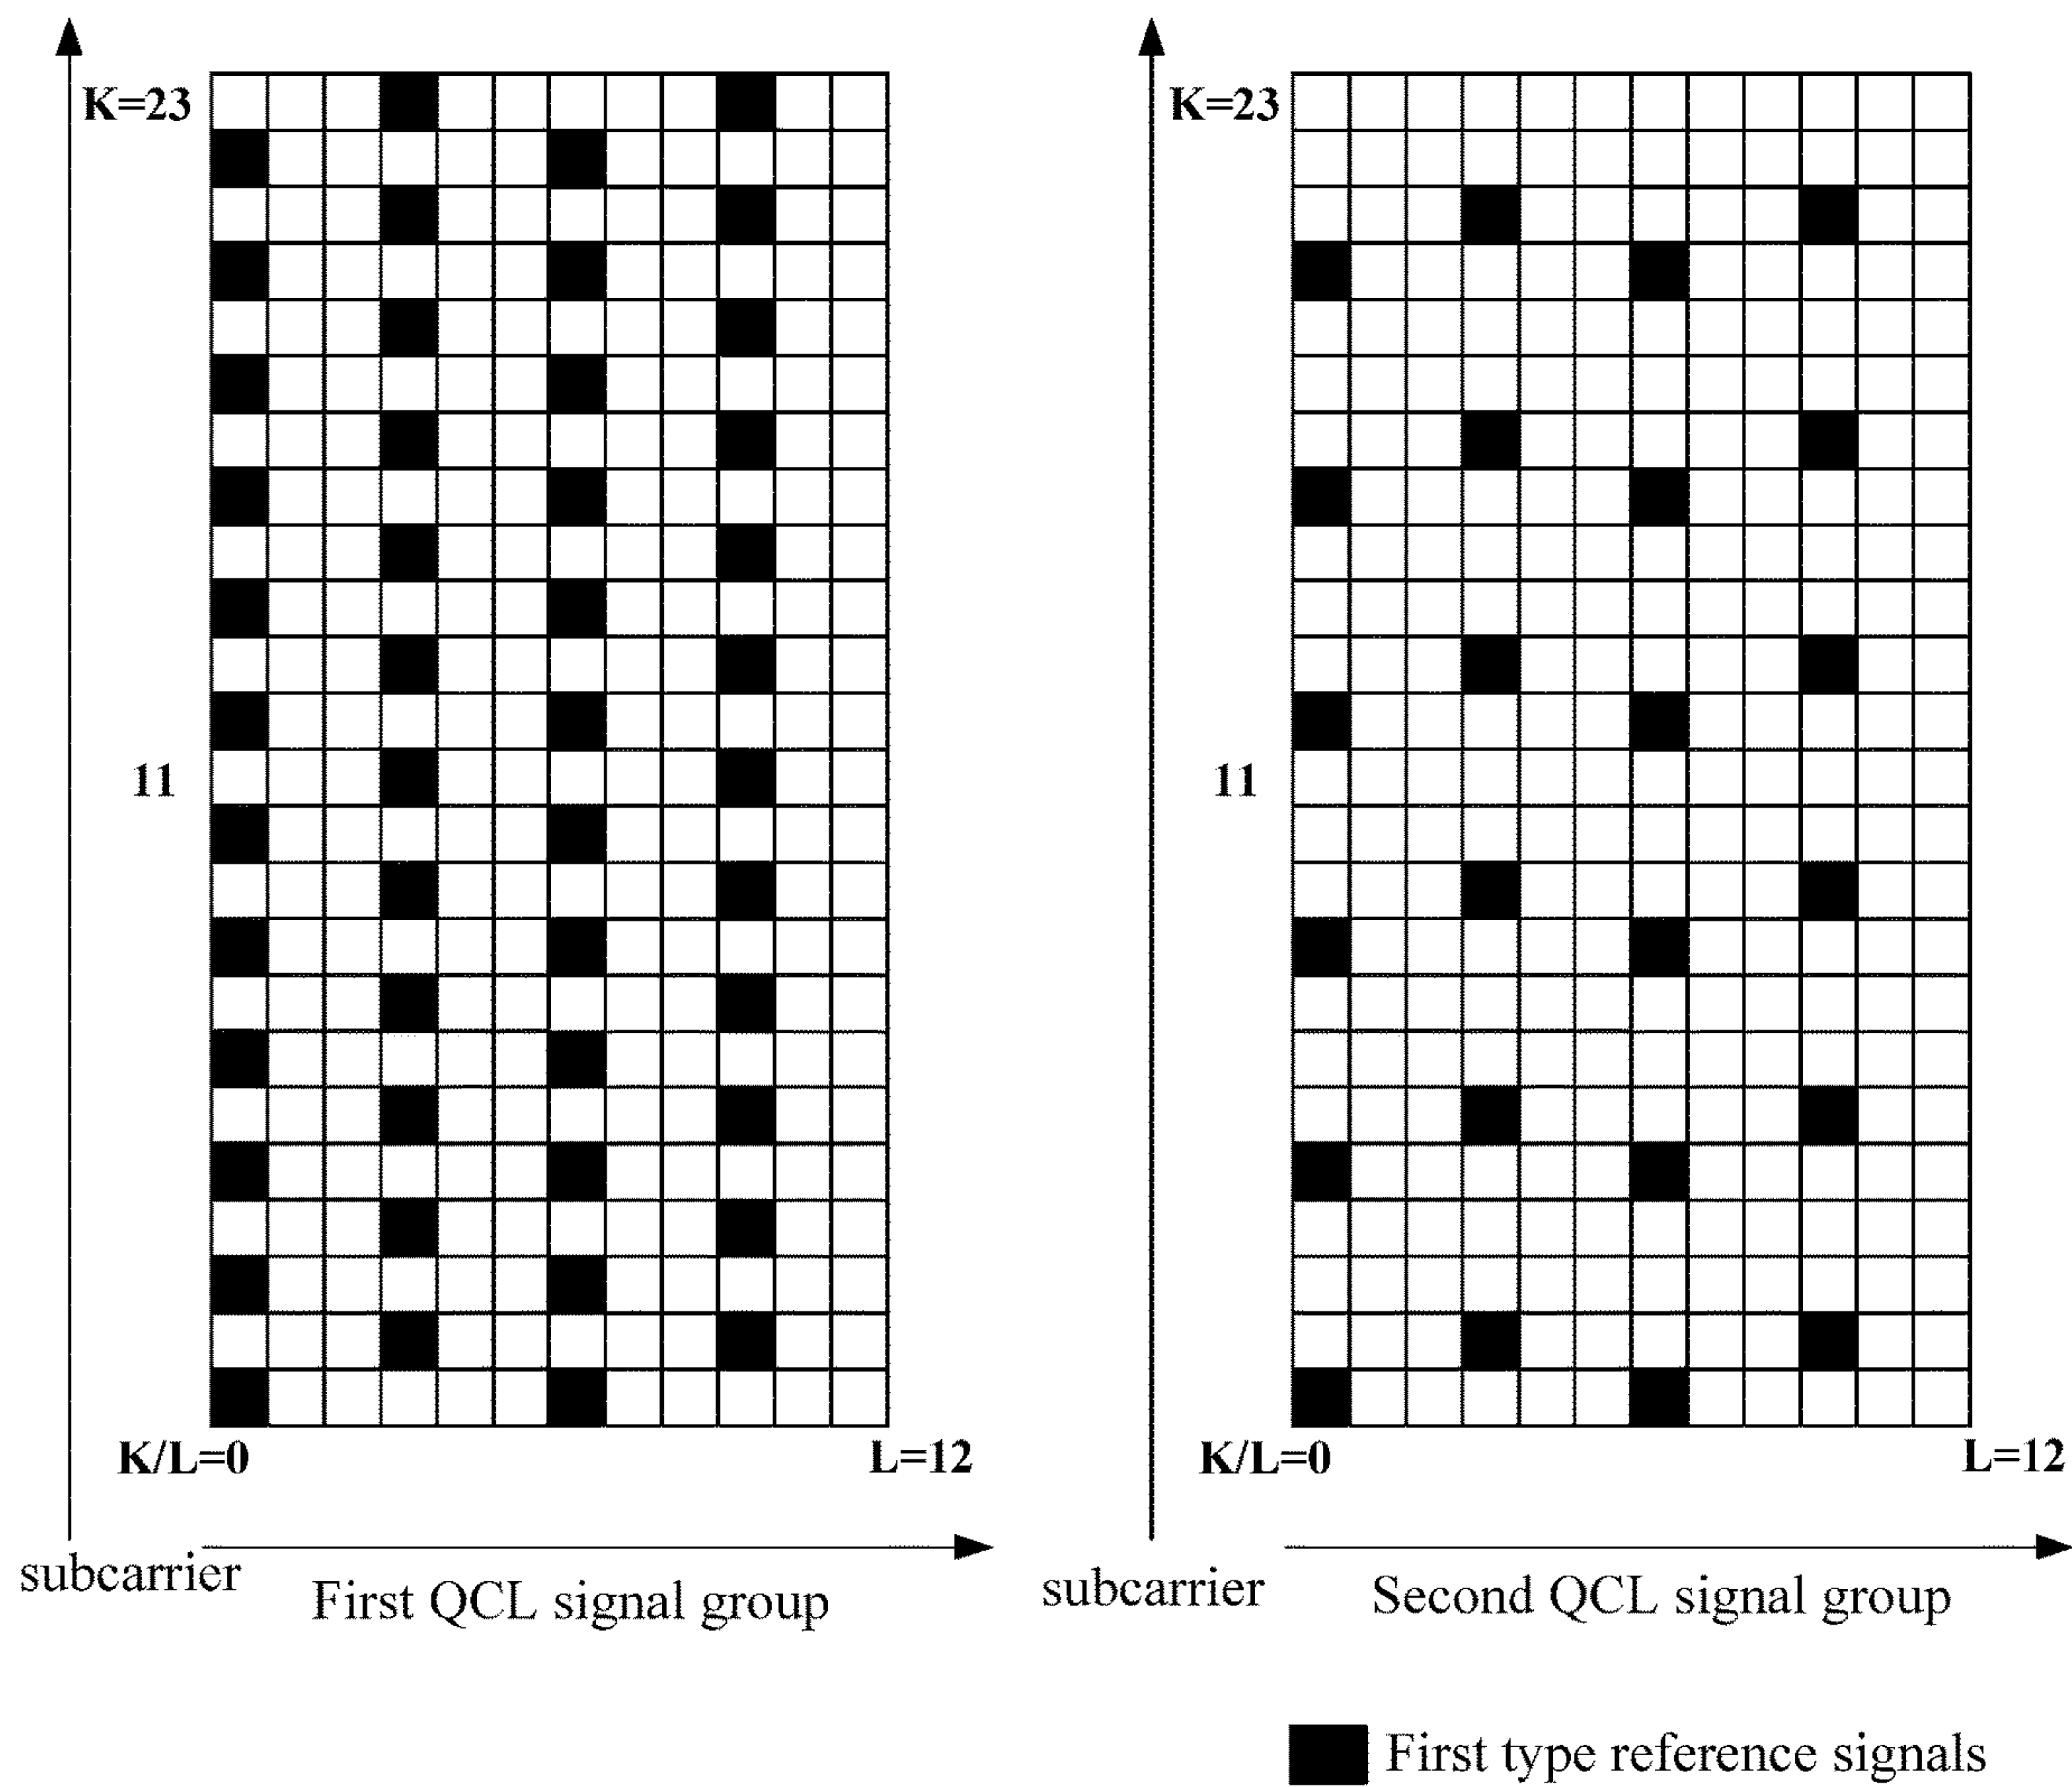 K=23
11
K/L=0
L=12
subcarrier
First QCL signal group
K=23
11
K/L=0
L=12
subcarrier
Second QCL signal group
First type reference signals